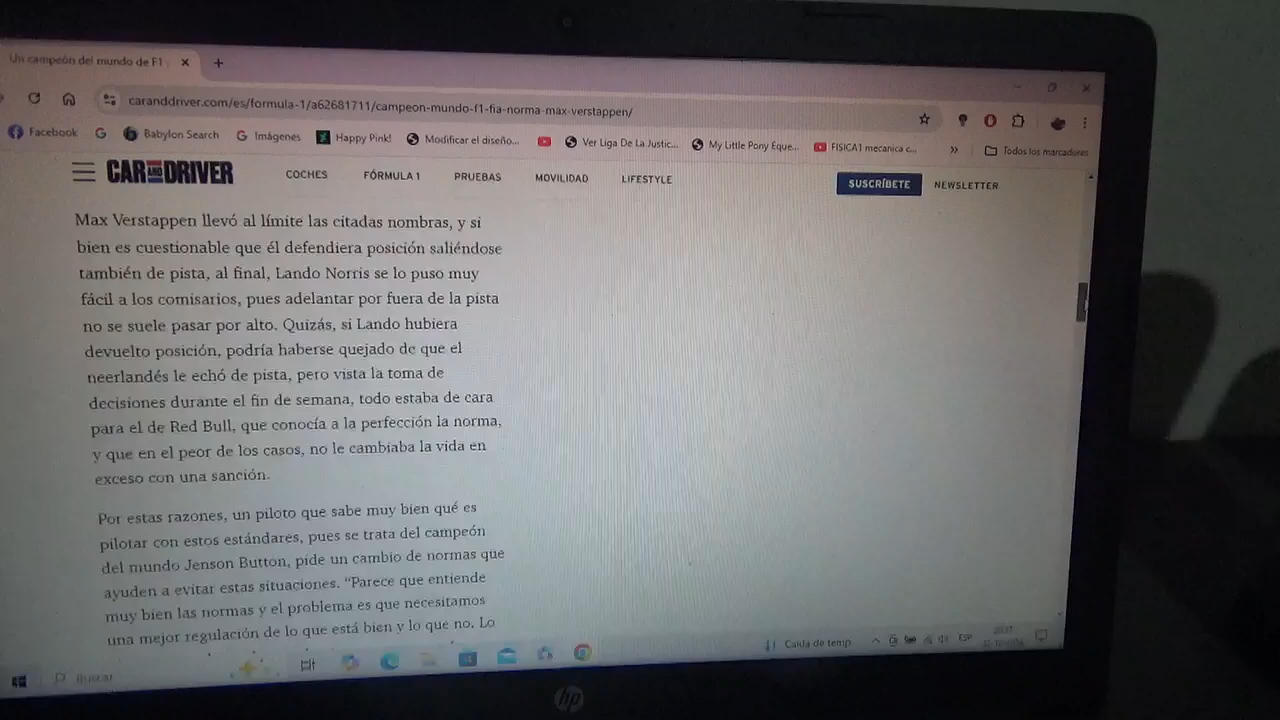 Un campeón del mundo de F1
caranddriver.com/es/formula-1/a62681711/campeon-mundo-f1-fia-norma-max-verstappen/
Facebook Babylon Search Imágenes Happy Pink! Modificar el diseño... Ver Liga De La Justic... My Little Pony Eque... FISICA1 mecanica c... Todos los marcadores
CAR AND DRIVER COCHES FÓRMULA 1 PRUEBAS MOVILIDAD LIFESTYLE SUSCRÍBETE NEWSLETTER
Max Verstappen llevó al límite las citadas nombras, y si
bien es cuestionable que él defendiera posición saliéndose
también de pista, al final, Lando Norris se lo puso muy
fácil a los comisarios, pues adelantar por fuera de la pista
no se suele pasar por alto. Quizás, si Lando hubiera
devuelto posición, podría haberse quejado de que el
neerlandés le echó de pista, pero vista la toma de
decisiones durante el fin de semana, todo estaba de cara
para el de Red Bull, que conocía a la perfección la norma,
y que en el peor de los casos, no le cambiaba la vida en
exceso con una sanción.
Por estas razones, un piloto que sabe muy bien qué es
pilotar con estos estándares, pues se trata del campeón
del mundo Jenson Button, pide un cambio de normas que
ayuden a evitar estas situaciones. “Parece que entiende
muy bien las normas y el problema es que necesitamos
una mejor regulación de lo que está bien y lo que no. Lo
Buscar Caída de temp. ESP
hp